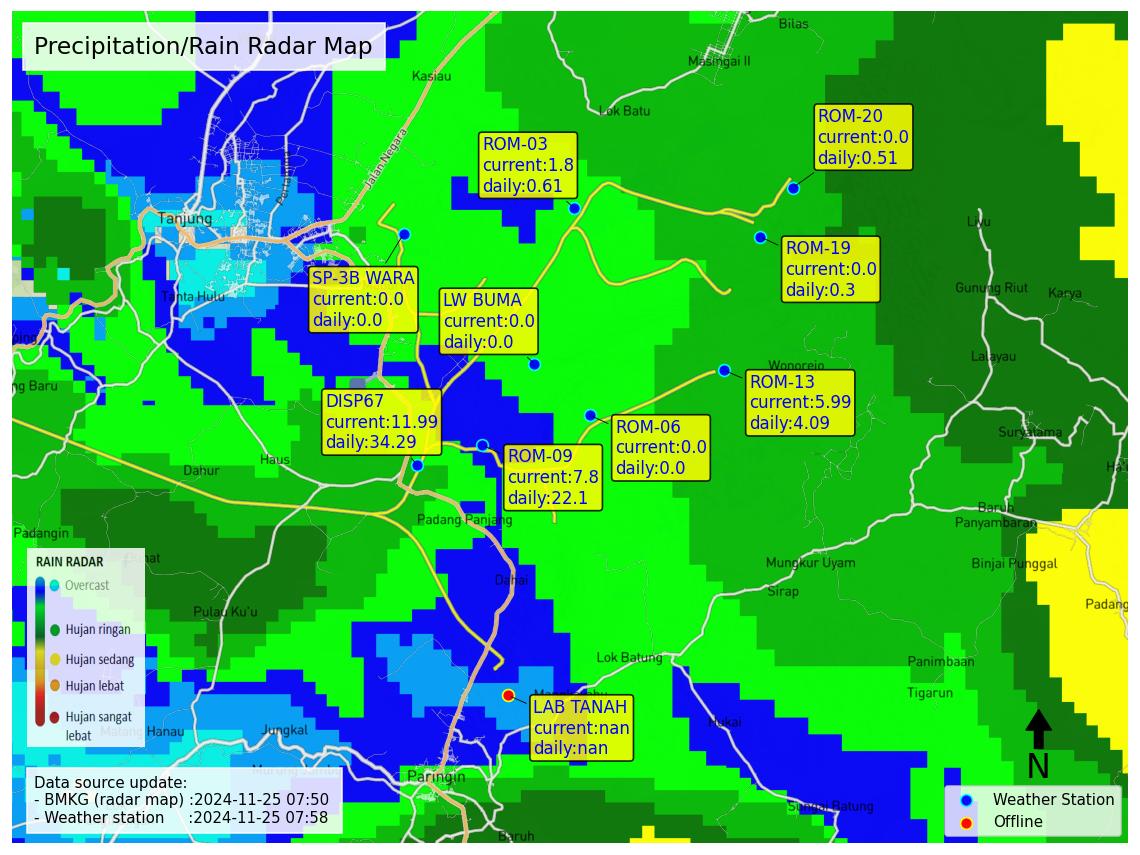 Precipitation/Rain Radar Map
Bilas
Masingai II
Kasiau
Lok Batu
Jalan Negara
ROM-20
current:0.0
daily:0.51
ROM-03
current:1.8
daily:0.61
Tanjung
Liyu
ROM-19
current:0.0
daily:0.3
SP-3B WARA
current:0.0
daily:0.0
LW BUMA
current:0.0
daily:0.0
Tanta Hulu
Gunung Riut
Karya
Lalayau
Wonorejo
ng Baru
ROM-13
current:5.99
daily:4.09
DISP67
current:11.99
daily:34.29
ROM-06
current:0.0
daily:0.0
Suryatama
ROM-09
current:7.8
daily:22.1
Haus
Dahur
Baruh
Panyambaran
Padang Panjang
Padangin
Mungkur Uyam
Binjai Punggal
Dahai
Sirap
Padang
Pulau Ku'u
RAIN RADAR
Overcast
Hujan ringan
Hujan sedang
Hujan lebat
Hujan sangat
lebat
Lok Batung
Panimbaan
Tigarun
LAB TANAH
current:nan
daily:nan
Hukai
Jungkal
Matang Hanau
N
Paringin
Sungai Batung
Baruh
Data source update:
- BMKG (radar map) :2024-11-25 07:50
- Weather station :2024-11-25 07:58
Weather Station
Offline